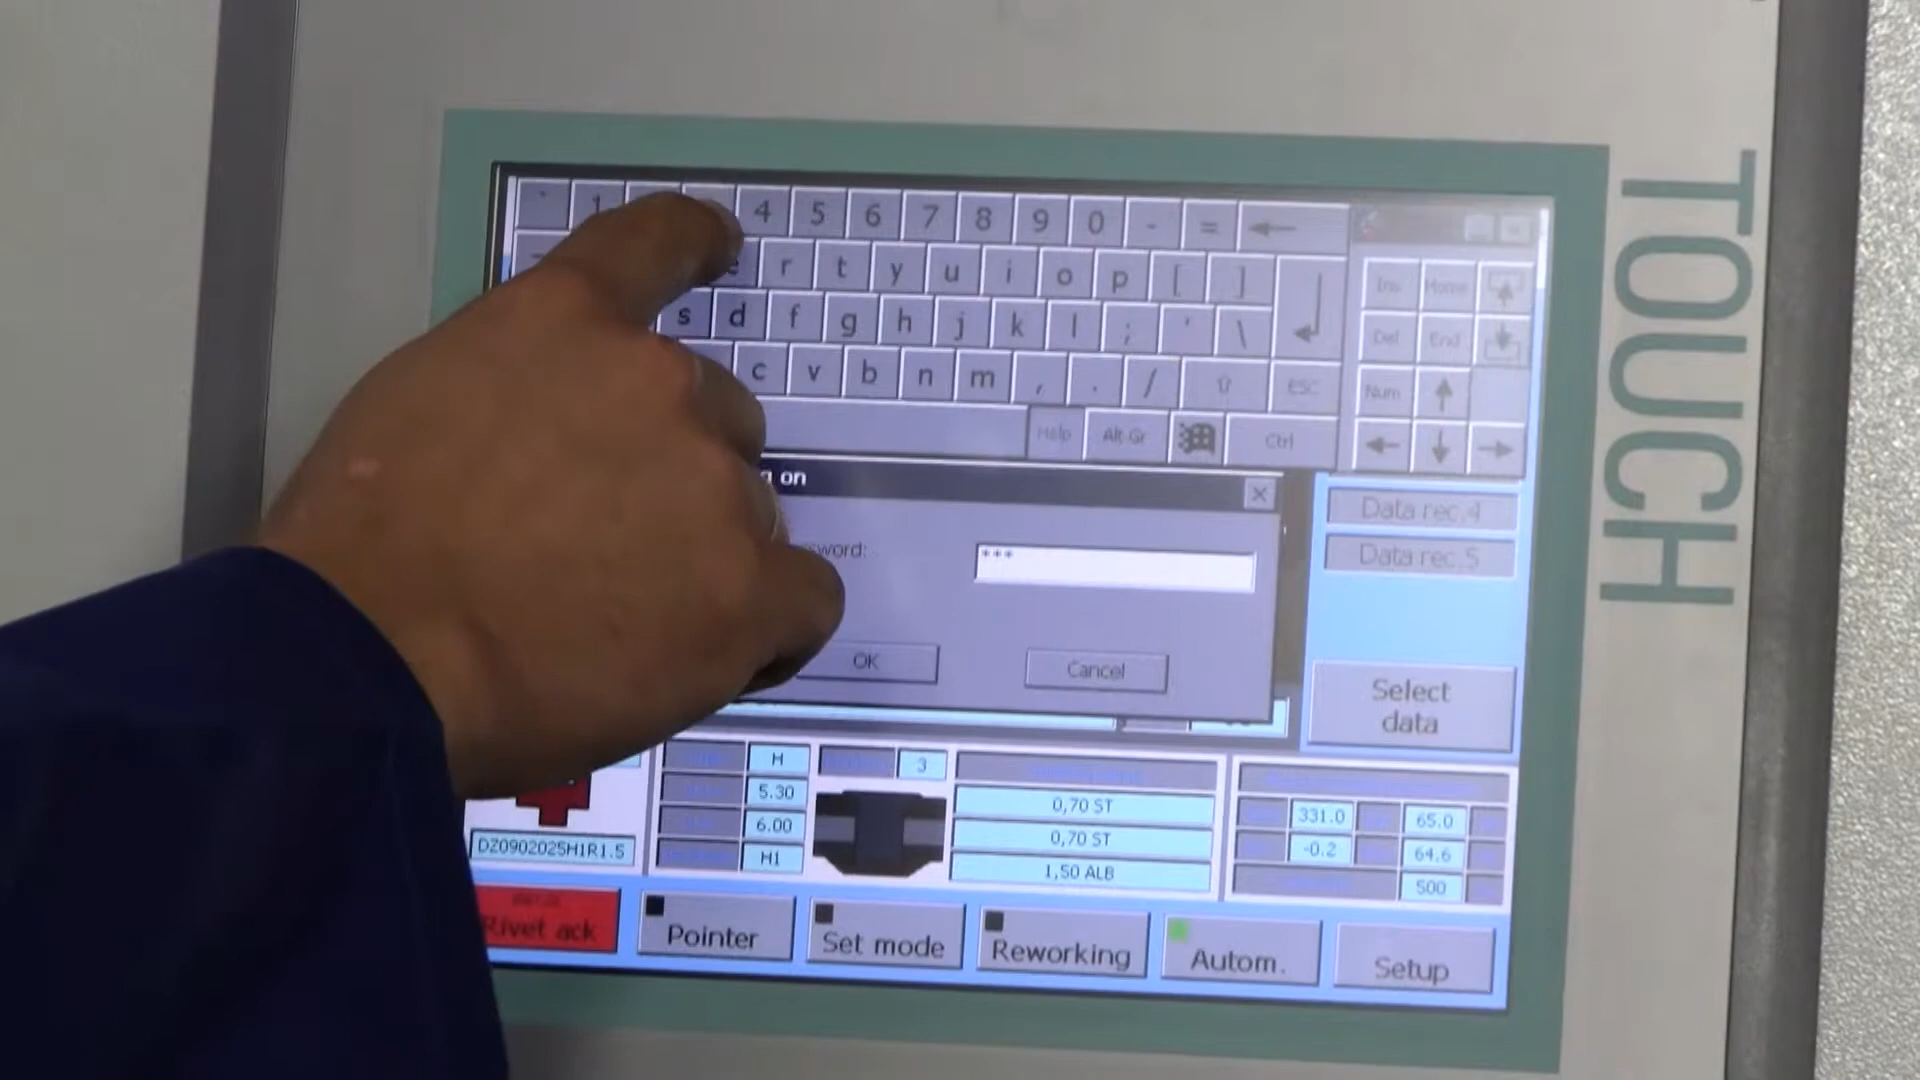 ` 1 4 5 6 7 8 9 0 - =
e r t y u i o p [ ]
s d f g h j k l ; ' \
c v b n m , . / ESC
Help Alt Gr Ctrl
Ins Home
Del End
Num
g on
sword:
***
OK Cancel
Data rec.4
Data rec.5
Select
data
DZ0902025H1R1.5
H
5.30
6.00
H1
3
0,70 ST
0,70 ST
1,50 ALB
331.0 65.0
-0.2 64.6
500
Rivet ack
Pointer
Set mode
Reworking
Autom.
Setup
TOUCH